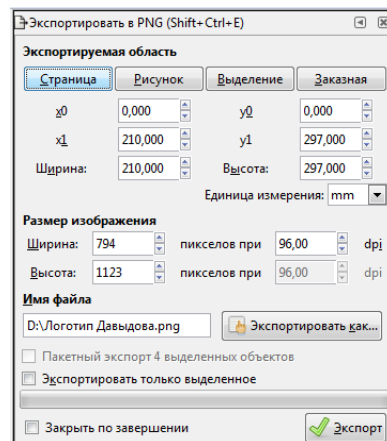 Экспортировать в PNG (Shift+Ctrl+E)
Экспортируемая область
Страница Рисунок Выделение Заказная
x0 0,000 y0 0,000
x1 210,000 y1 297,000
Ширина: 210,000 Высота: 297,000
Единица измерения: mm
Размер изображения
Ширина: 794 пикселов при 96,00 dpi
Высота: 1123 пикселов при 96,00 dpi
Имя файла
D:\Логотип Давыдова.png Экспортировать как...
Пакетный экспорт 4 выделенных объектов
Экспортировать только выделенное
Закрыть по завершении Экспорт